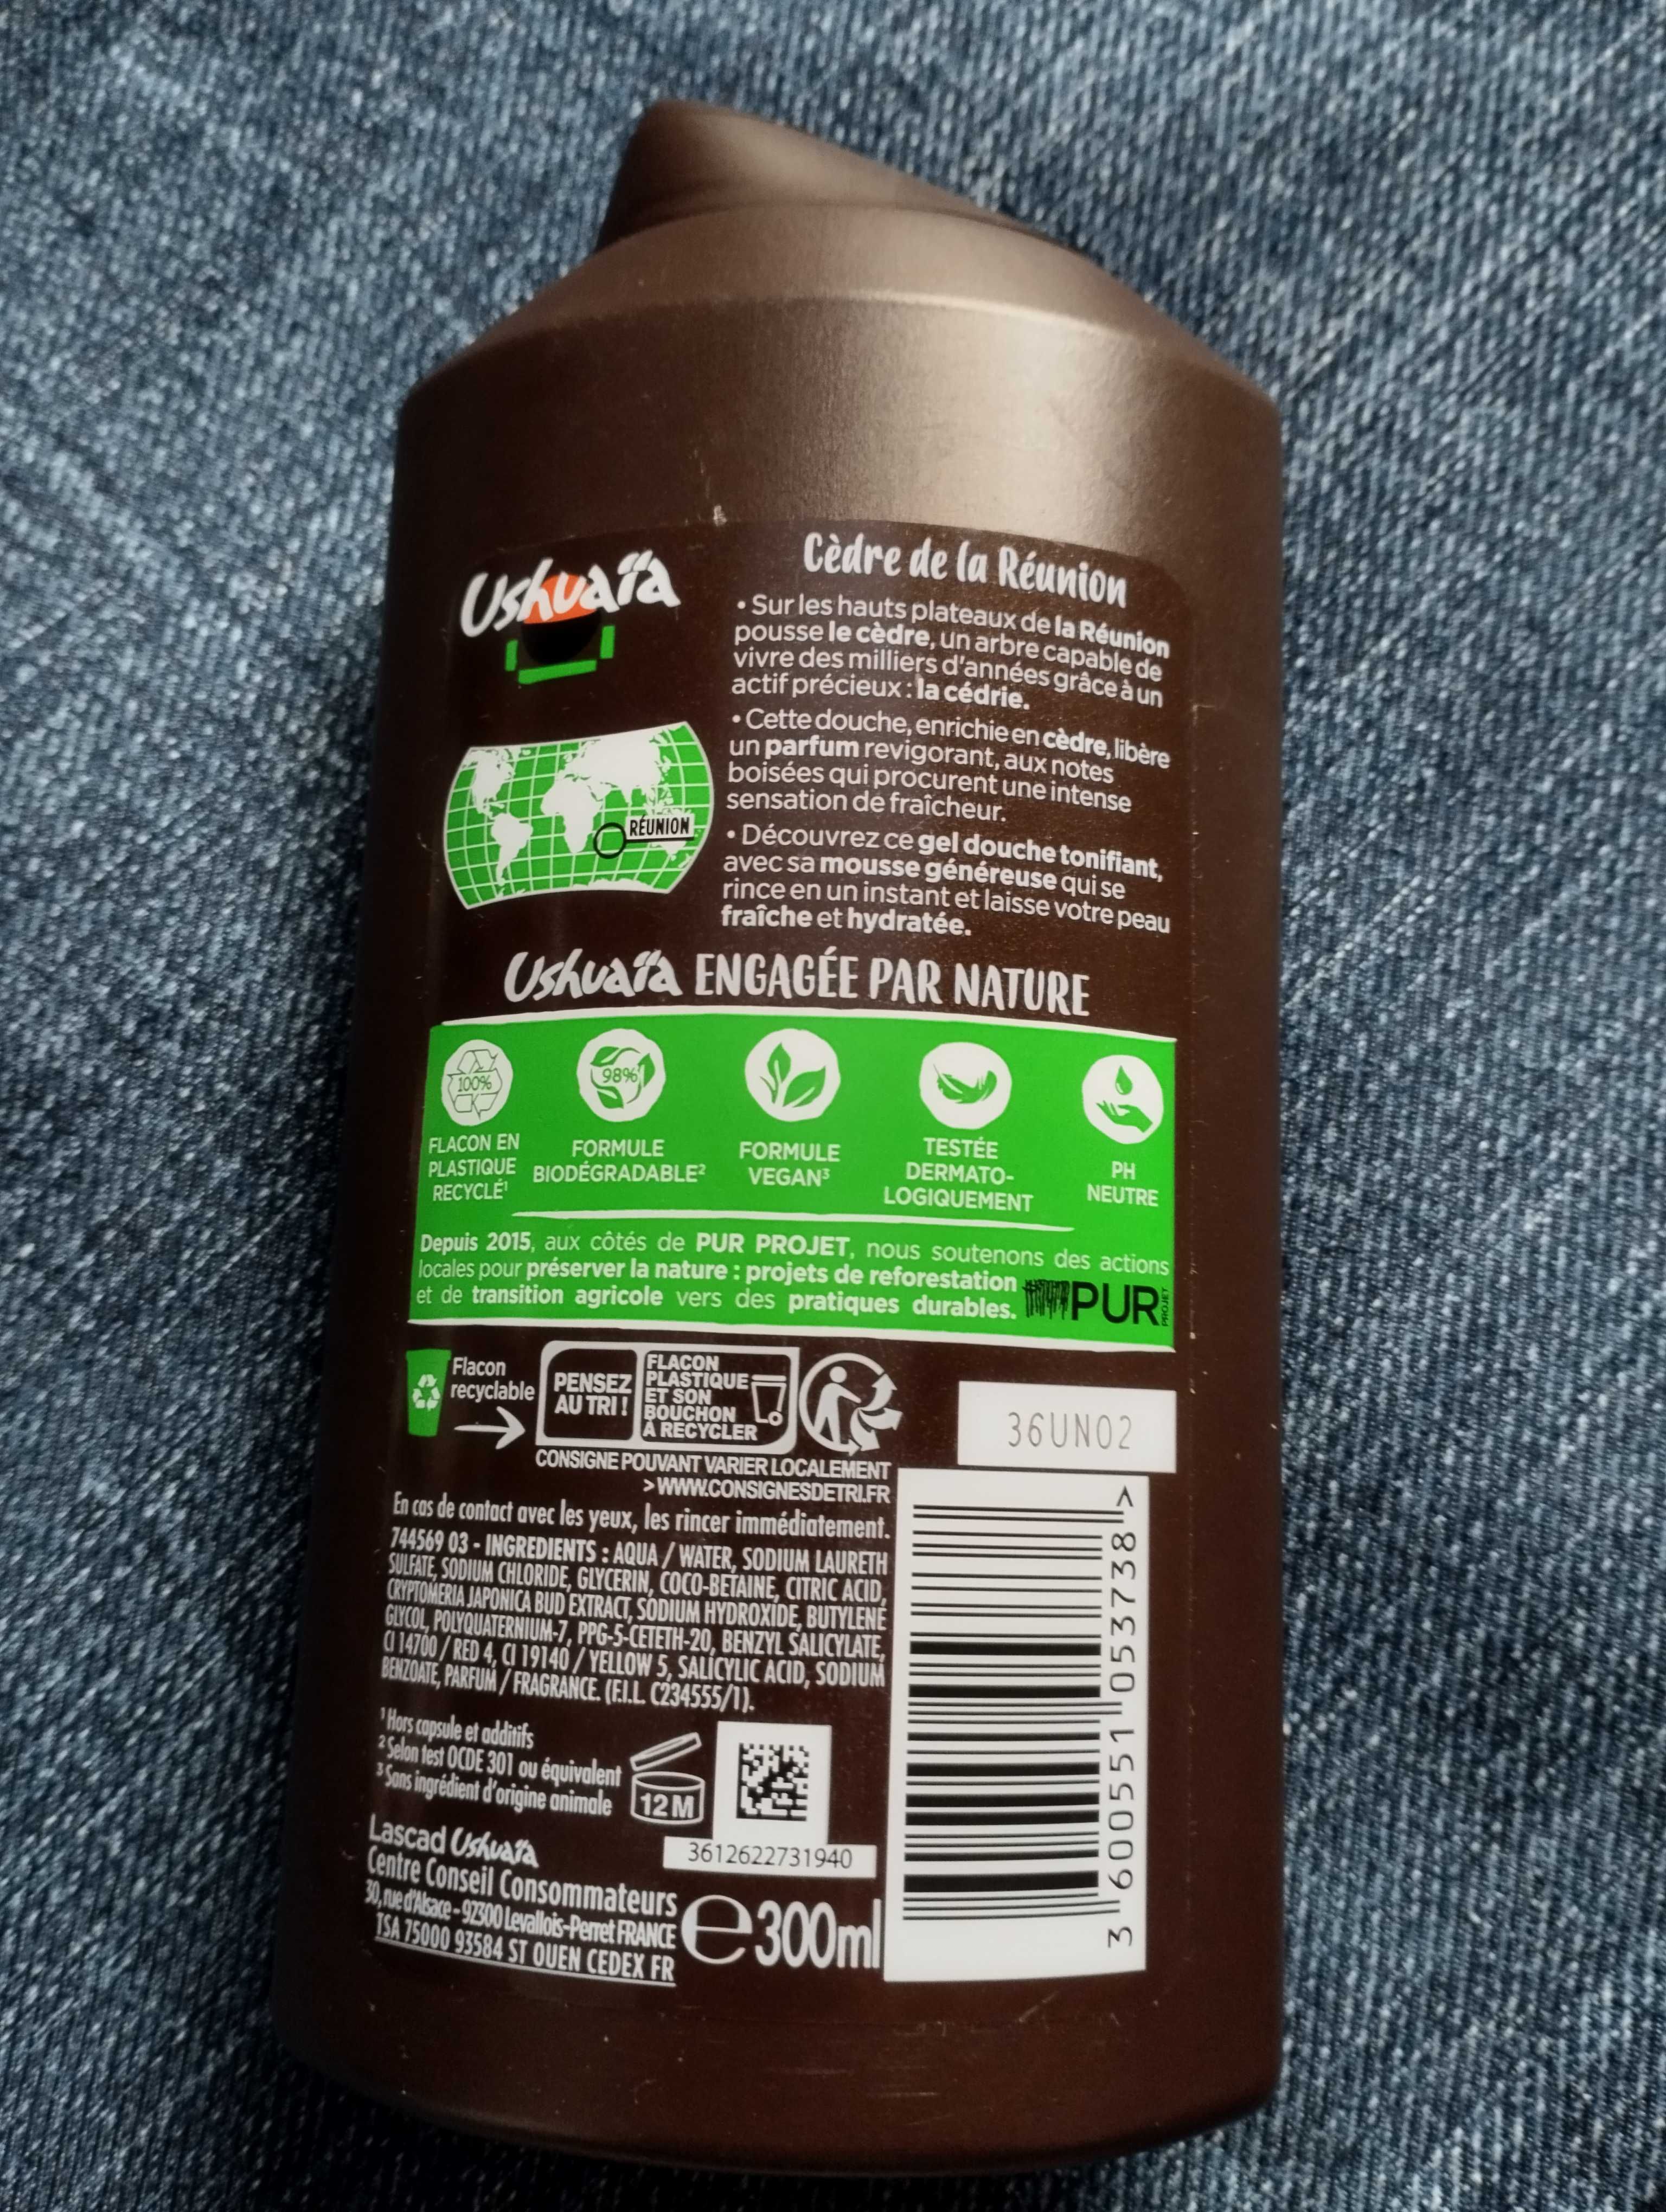 Ushuaïa
Cèdre de la Réunion
• Sur les hauts plateaux de la Réunion
pousse le cèdre, un arbre capable de
vivre des milliers d'années grâce à un
actif précieux : la cédrie.
• Cette douche, enrichie en cèdre, libère
un parfum revigorant, aux notes
boisées qui procurent une intense
sensation de fraîcheur.
• Découvrez ce gel douche tonifiant,
avec sa mousse généreuse qui se
rince en un instant et laisse votre peau
fraîche et hydratée.
RÉUNION
Ushuaïa ENGAGÉE PAR NATURE
100%
FLACON EN
PLASTIQUE
RECYCLÉ¹
98%
FORMULE
BIODÉGRADABLE²
FORMULE
VEGAN³
TESTÉE
DERMATO-
LOGIQUEMENT
PH
NEUTRE
Depuis 2015, aux côtés de PUR PROJET, nous soutenons des actions
locales pour préserver la nature : projets de reforestation
et de transition agricole vers des pratiques durables.
PUR PROJET
Flacon
recyclable
PENSEZ
AU TRI !
FLACON
PLASTIQUE
ET SON
BOUCHON
À RECYCLER
CONSIGNE POUVANT VARIER LOCALEMENT
> WWW.CONSIGNESDETRI.FR
36UN02
En cas de contact avec les yeux, les rincer immédiatement.
744569 03 - INGREDIENTS : AQUA / WATER, SODIUM LAURETH
SULFATE, SODIUM CHLORIDE, GLYCERIN, COCO-BETAINE, CITRIC ACID,
CRYPTOMERIA JAPONICA BUD EXTRACT, SODIUM HYDROXIDE, BUTYLENE
GLYCOL, POLYQUATERNIUM-7, PPG-5-CETETH-20, BENZYL SALICYLATE,
CI 14700 / RED 4, CI 19140 / YELLOW 5, SALICYLIC ACID, SODIUM
BENZOATE, PARFUM / FRAGRANCE. (F.I.L. C234555/1).
¹ Hors capsule et additifs
² Selon test OCDE 301 ou équivalent
³ Sans ingrédient d'origine animale
12 M
3612622731940
Lascad Ushuaïa
Centre Conseil Consommateurs
30, rue d'Alsace - 92300 Levallois-Perret FRANCE
TSA 75000 93584 ST OUEN CEDEX FR
e 300ml
3 600551 053738 >